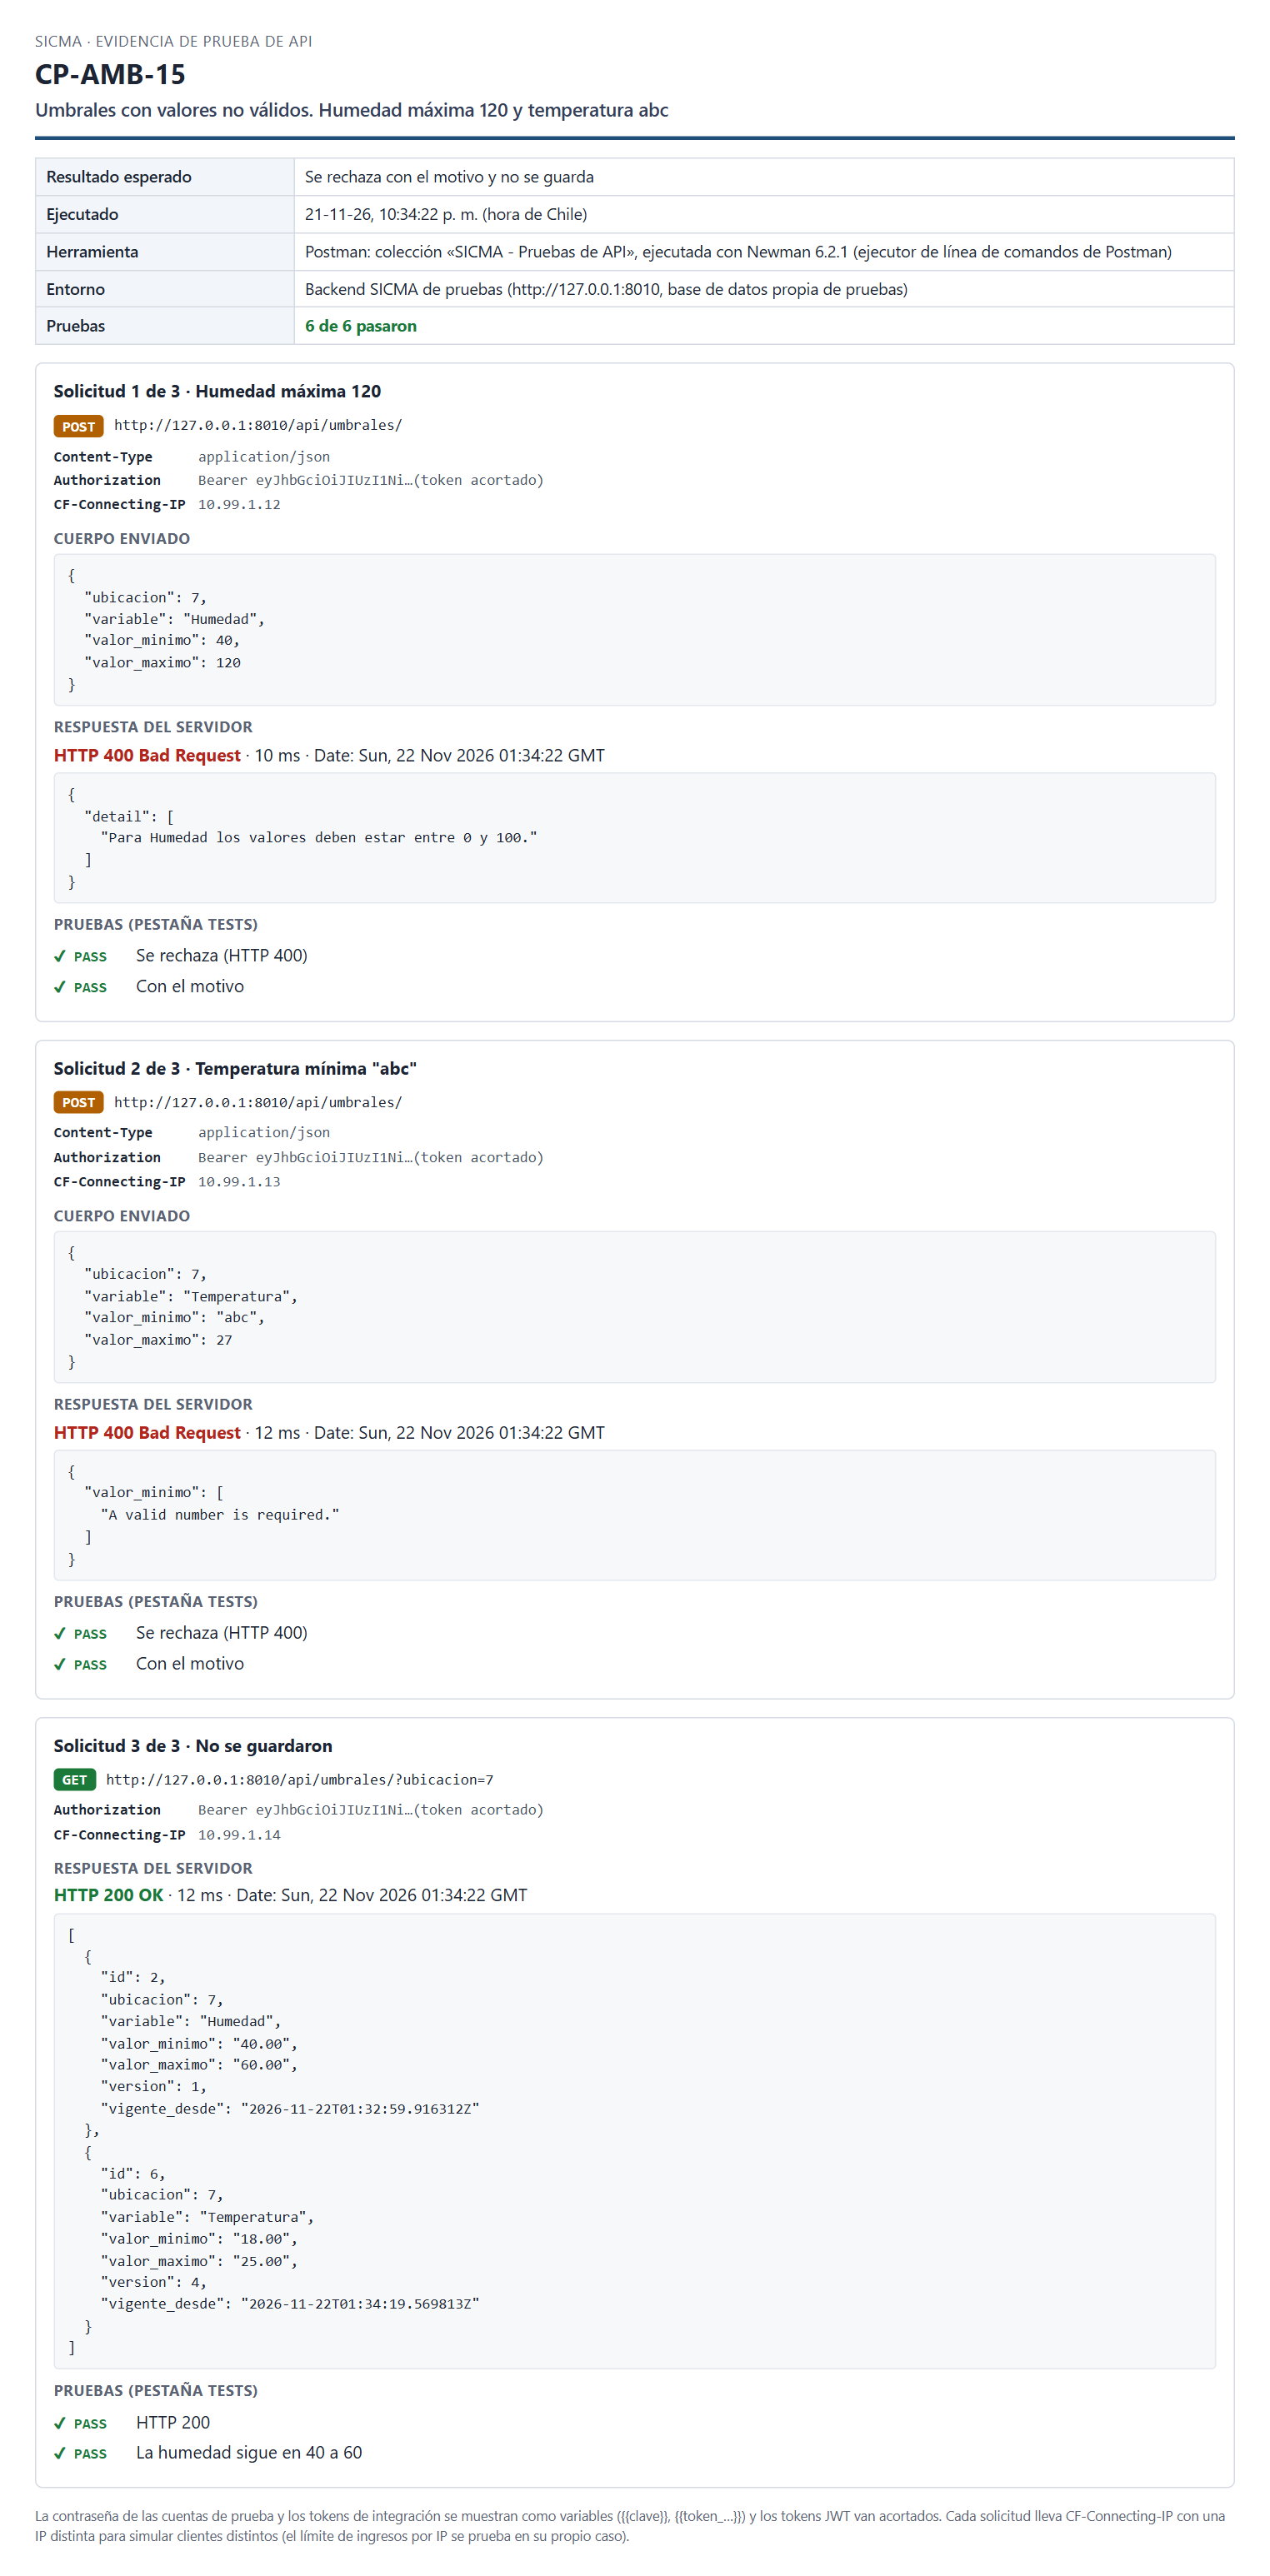 SICMA · EVIDENCIA DE PRUEBA DE API
CP-AMB-15
Umbrales con valores no válidos. Humedad máxima 120 y temperatura abc
Resultado esperado Se rechaza con el motivo y no se guarda
Ejecutado 21-11-26, 10:34:22 p. m. (hora de Chile)
Herramienta Postman: colección «SICMA - Pruebas de API», ejecutada con Newman 6.2.1 (ejecutor de línea de comandos de Postman)
Entorno Backend SICMA de pruebas (http://127.0.0.1:8010, base de datos propia de pruebas)
Pruebas 6 de 6 pasaron
Solicitud 1 de 3 · Humedad máxima 120
POST http://127.0.0.1:8010/api/umbrales/
Content-Type application/json
Authorization Bearer eyJhbGciOiJIUzI1Ni…(token acortado)
CF-Connecting-IP 10.99.1.12
CUERPO ENVIADO
{
"ubicacion": 7,
"variable": "Humedad",
"valor_minimo": 40,
"valor_maximo": 120
}
RESPUESTA DEL SERVIDOR
HTTP 400 Bad Request · 10 ms · Date: Sun, 22 Nov 2026 01:34:22 GMT
{
"detail": [
"Para Humedad los valores deben estar entre 0 y 100."
]
}
PRUEBAS (PESTAÑA TESTS)
✔ PASS Se rechaza (HTTP 400)
✔ PASS Con el motivo
Solicitud 2 de 3 · Temperatura mínima "abc"
POST http://127.0.0.1:8010/api/umbrales/
Content-Type application/json
Authorization Bearer eyJhbGciOiJIUzI1Ni…(token acortado)
CF-Connecting-IP 10.99.1.13
CUERPO ENVIADO
{
"ubicacion": 7,
"variable": "Temperatura",
"valor_minimo": "abc",
"valor_maximo": 27
}
RESPUESTA DEL SERVIDOR
HTTP 400 Bad Request · 12 ms · Date: Sun, 22 Nov 2026 01:34:22 GMT
{
"valor_minimo": [
"A valid number is required."
]
}
PRUEBAS (PESTAÑA TESTS)
✔ PASS Se rechaza (HTTP 400)
✔ PASS Con el motivo
Solicitud 3 de 3 · No se guardaron
GET http://127.0.0.1:8010/api/umbrales/?ubicacion=7
Authorization Bearer eyJhbGciOiJIUzI1Ni…(token acortado)
CF-Connecting-IP 10.99.1.14
RESPUESTA DEL SERVIDOR
HTTP 200 OK · 12 ms · Date: Sun, 22 Nov 2026 01:34:22 GMT
[
{
"id": 2,
"ubicacion": 7,
"variable": "Humedad",
"valor_minimo": "40.00",
"valor_maximo": "60.00",
"version": 1,
"vigente_desde": "2026-11-22T01:32:59.916312Z"
},
{
"id": 6,
"ubicacion": 7,
"variable": "Temperatura",
"valor_minimo": "18.00",
"valor_maximo": "25.00",
"version": 4,
"vigente_desde": "2026-11-22T01:34:19.569813Z"
}
]
PRUEBAS (PESTAÑA TESTS)
✔ PASS HTTP 200
✔ PASS La humedad sigue en 40 a 60
La contraseña de las cuentas de prueba y los tokens de integración se muestran como variables ({{clave}}, {{token_…}}) y los tokens JWT van acortados. Cada solicitud lleva CF-Connecting-IP con una
IP distinta para simular clientes distintos (el límite de ingresos por IP se prueba en su propio caso).